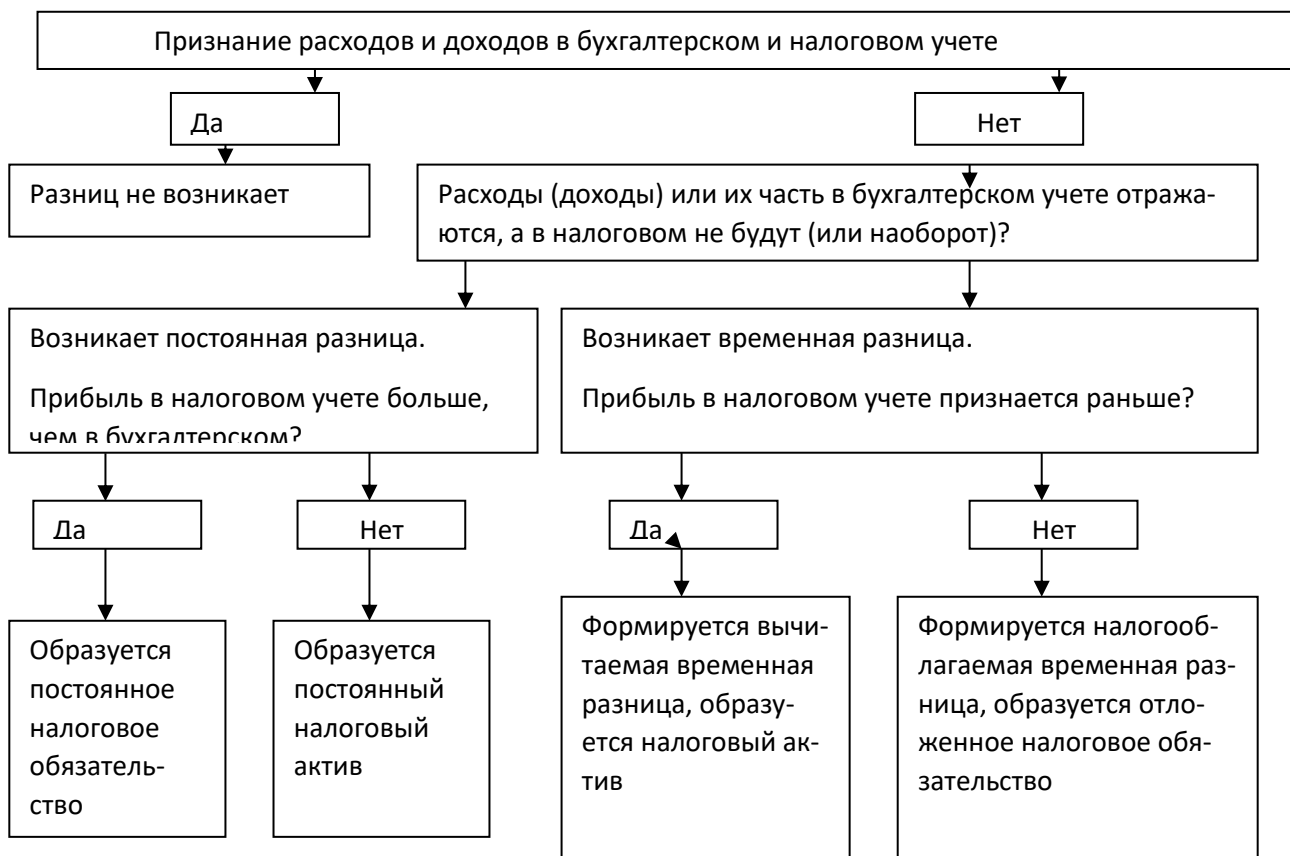 Признание расходов и доходов в бухгалтерском и налоговом учете
Да
Нет
Разниц не возникает
Расходы (доходы) или их часть в бухгалтерском учете отража-
ются, а в налоговом не будут (или наоборот)?
Возникает постоянная разница.
Прибыль в налоговом учете больше,
чем в бухгалтерском?
Возникает временная разница.
Прибыль в налоговом учете признается раньше?
Да
Нет
Да
Нет
Образуется
постоянное
налоговое
обязатель-
ство
Образуется
постоянный
налоговый
актив
Формируется вычи-
таемая временная
разница, образу-
ется налоговый ак-
тив
Формируется налогооб-
лагаемая временная раз-
ница, образуется отло-
женное налоговое обя-
зательство